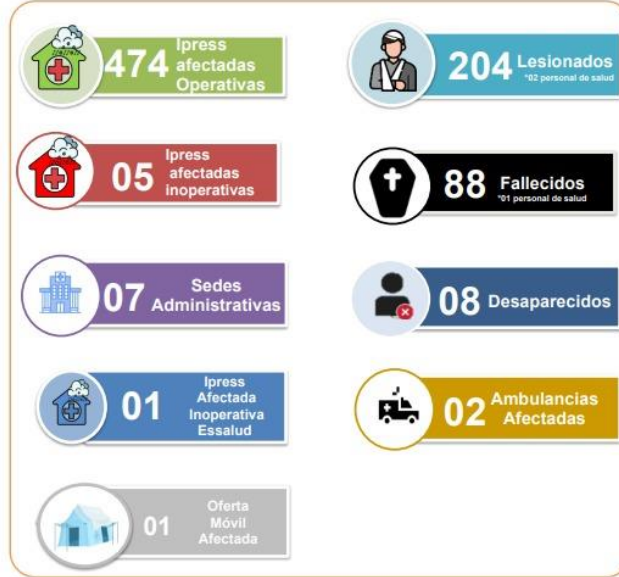 474 Ipress
afectadas
Operativas
05 Ipress
afectadas
inoperativas
07 Sedes
Administrativas
01 Ipress
Afectada
Inoperativa
Essalud
01 Oferta
Móvil
Afectada
204 Lesionados
*02 personal de salud
88 Fallecidos
*01 personal de salud
08 Desaparecidos
02 Ambulancias
Afectadas